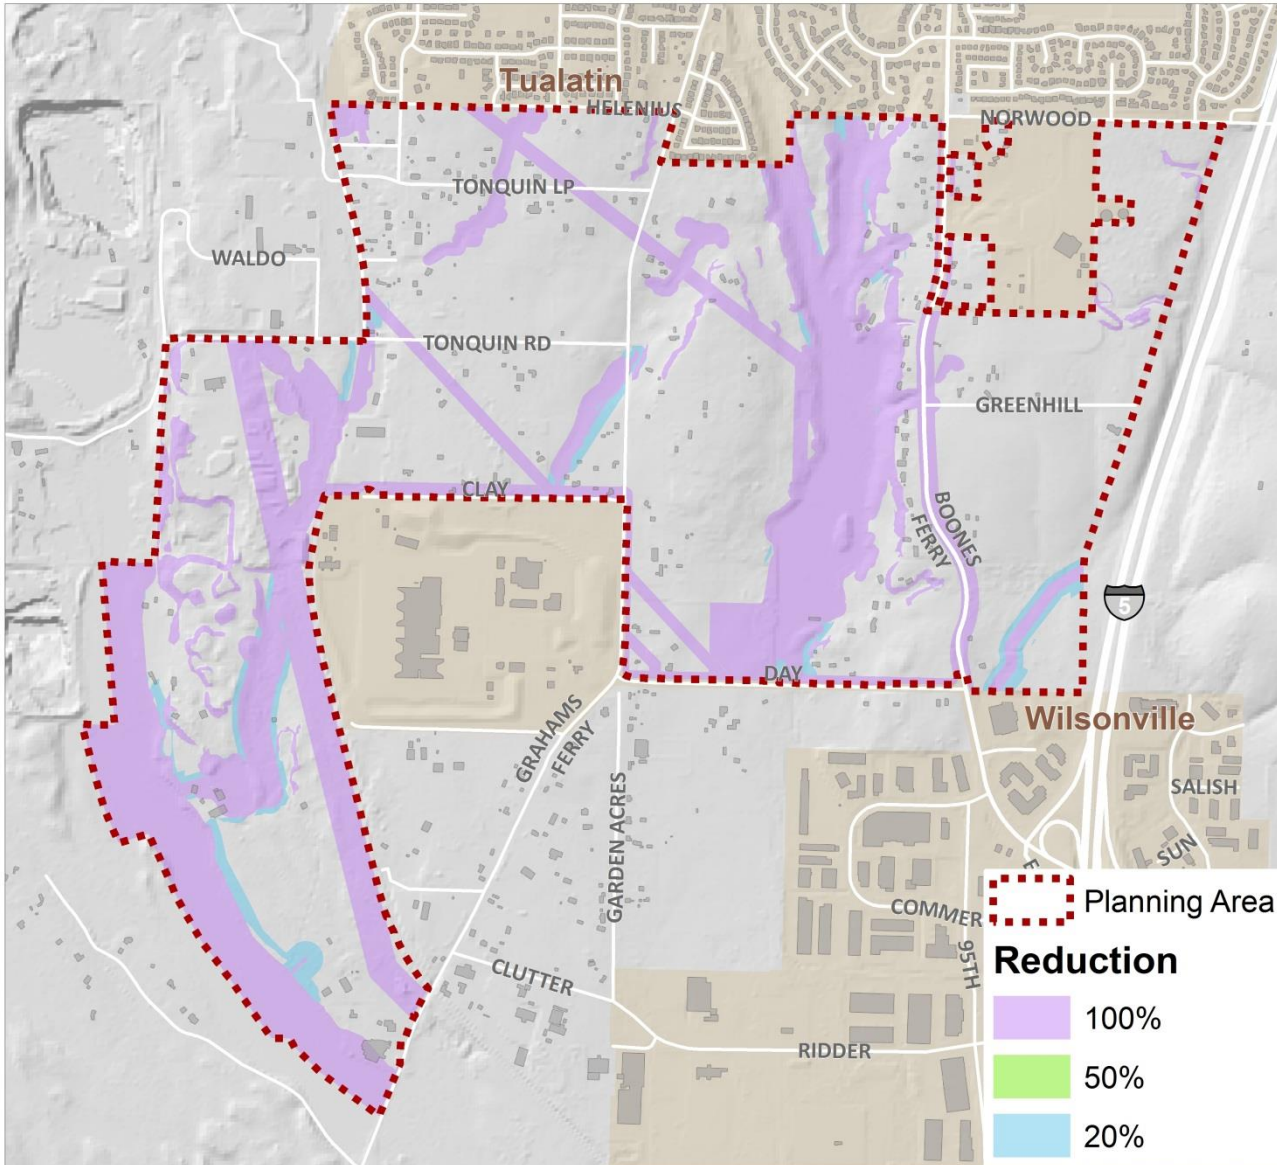 Tualatin
HELENIUS
NORWOOD
TONQUIN LP
WALDO
TONQUIN RD
GREENHILL
CLAY
BOONES
FERRY
5
DAY
Wilsonville
GRAHAMS
FERRY
GARDEN ACRES
SALISH
SUN
COMMER
95TH
CLUTTER
RIDDER
Planning Area
Reduction
100%
50%
20%